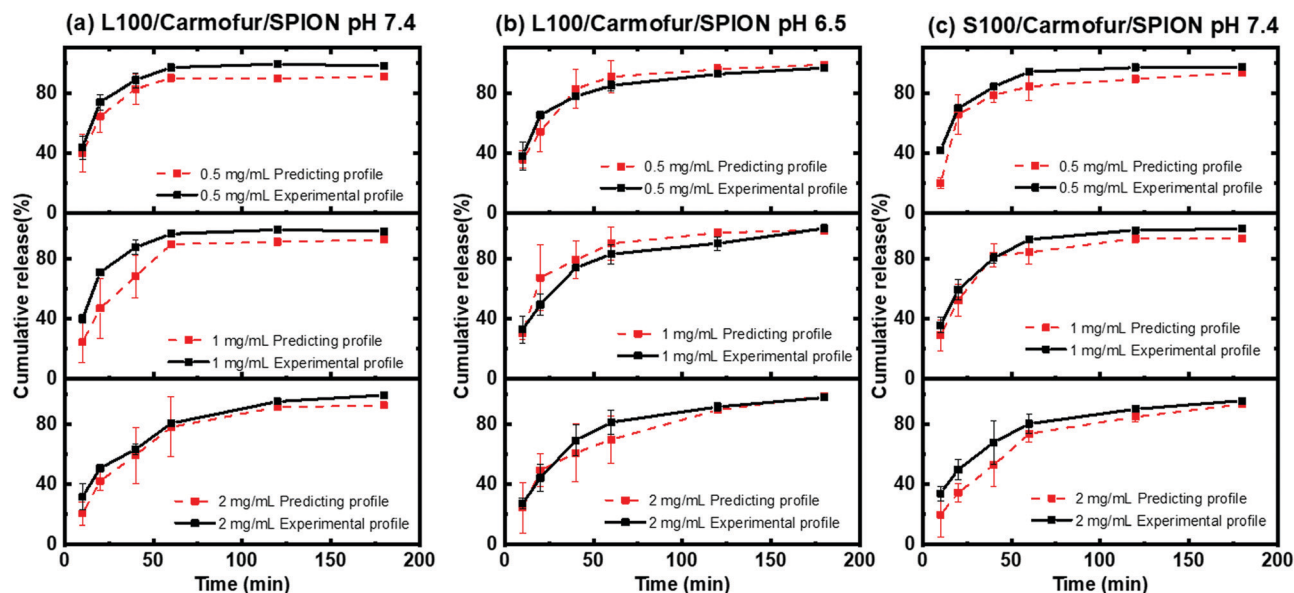 (a) L100/Carmofur/SPION pH 7.4
80
40
0
0.5 mg/mL Predicting profile
0.5 mg/mL Experimental profile
80
40
0
1 mg/mL Predicting profile
1 mg/mL Experimental profile
80
40
0
2 mg/mL Predicting profile
2 mg/mL Experimental profile
Cumulative release(%)
0 50 100 150 200
Time (min)
(b) L100/Carmofur/SPION pH 6.5
80
40
0
0.5 mg/mL Predicting profile
0.5 mg/mL Experimental profile
80
40
0
1 mg/mL Predicting profile
1 mg/mL Experimental profile
80
40
0
2 mg/mL Predicting profile
2 mg/mL Experimental profile
Cumulative release(%)
0 50 100 150 200
Time (min)
(c) S100/Carmofur/SPION pH 7.4
80
40
0
0.5 mg/mL Predicting profile
0.5 mg/mL Experimental profile
80
40
0
1 mg/mL Predicting profile
1 mg/mL Experimental profile
80
40
0
2 mg/mL Predicting profile
2 mg/mL Experimental profile
Cumulative release(%)
0 50 100 150 200
Time (min)